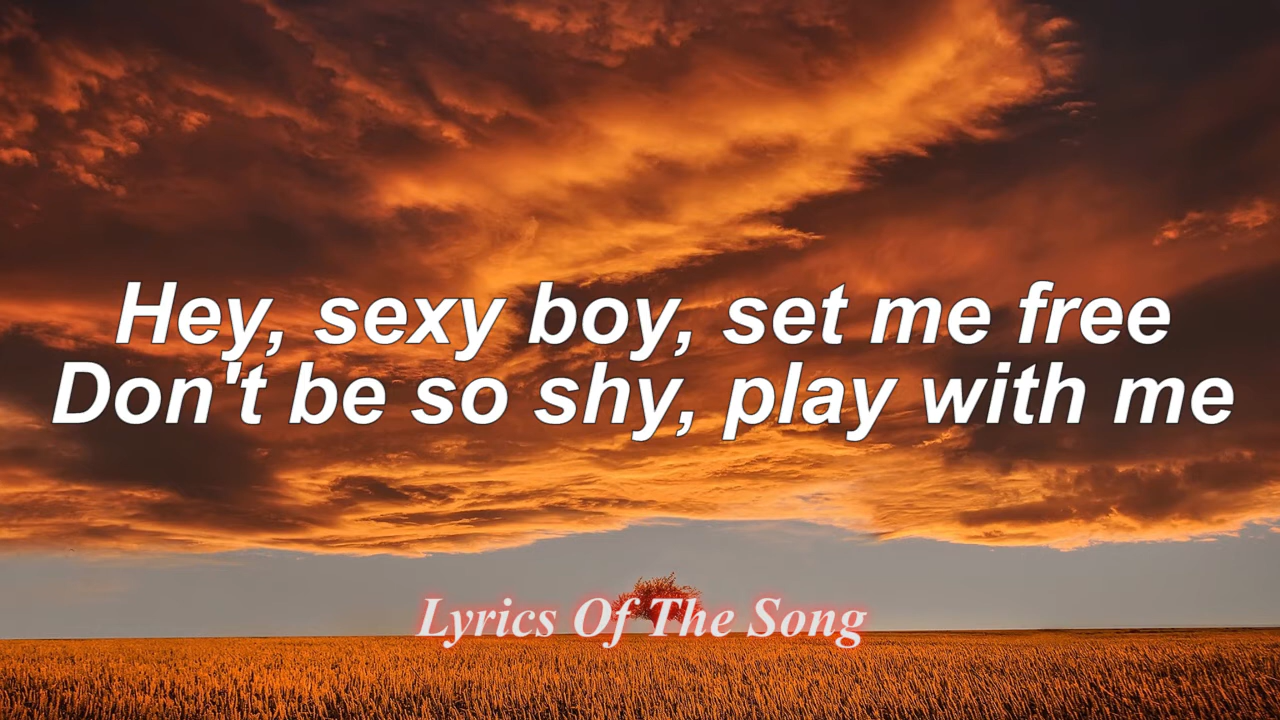 Hey, sexy boy, set me free
Don't be so shy, play with me
Lyrics Of The Song